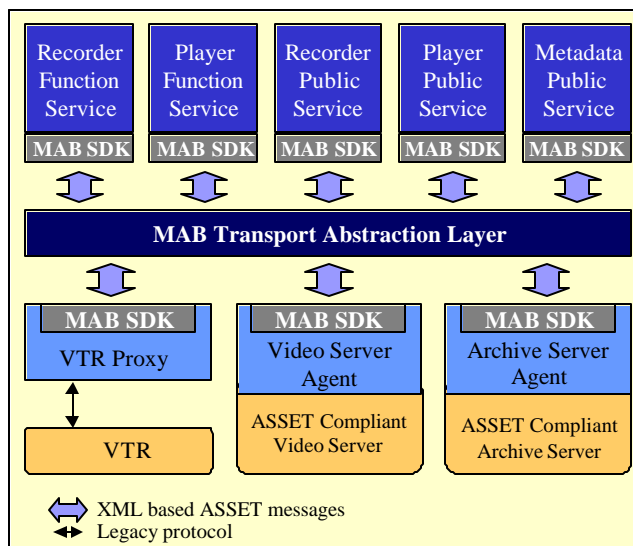 Recorder
Function
Service
Player
Function
Service
Recorder
Public
Service
Player
Public
Service
Metadata
Public
Service
MAB SDK
MAB SDK
MAB SDK
MAB SDK
MAB SDK
MAB Transport Abstraction Layer
MAB SDK
VTR Proxy
MAB SDK
Video Server
Agent
MAB SDK
Archive Server
Agent
VTR
ASSET Compliant
Video Server
ASSET Compliant
Archive Server
XML based ASSET messages
Legacy protocol